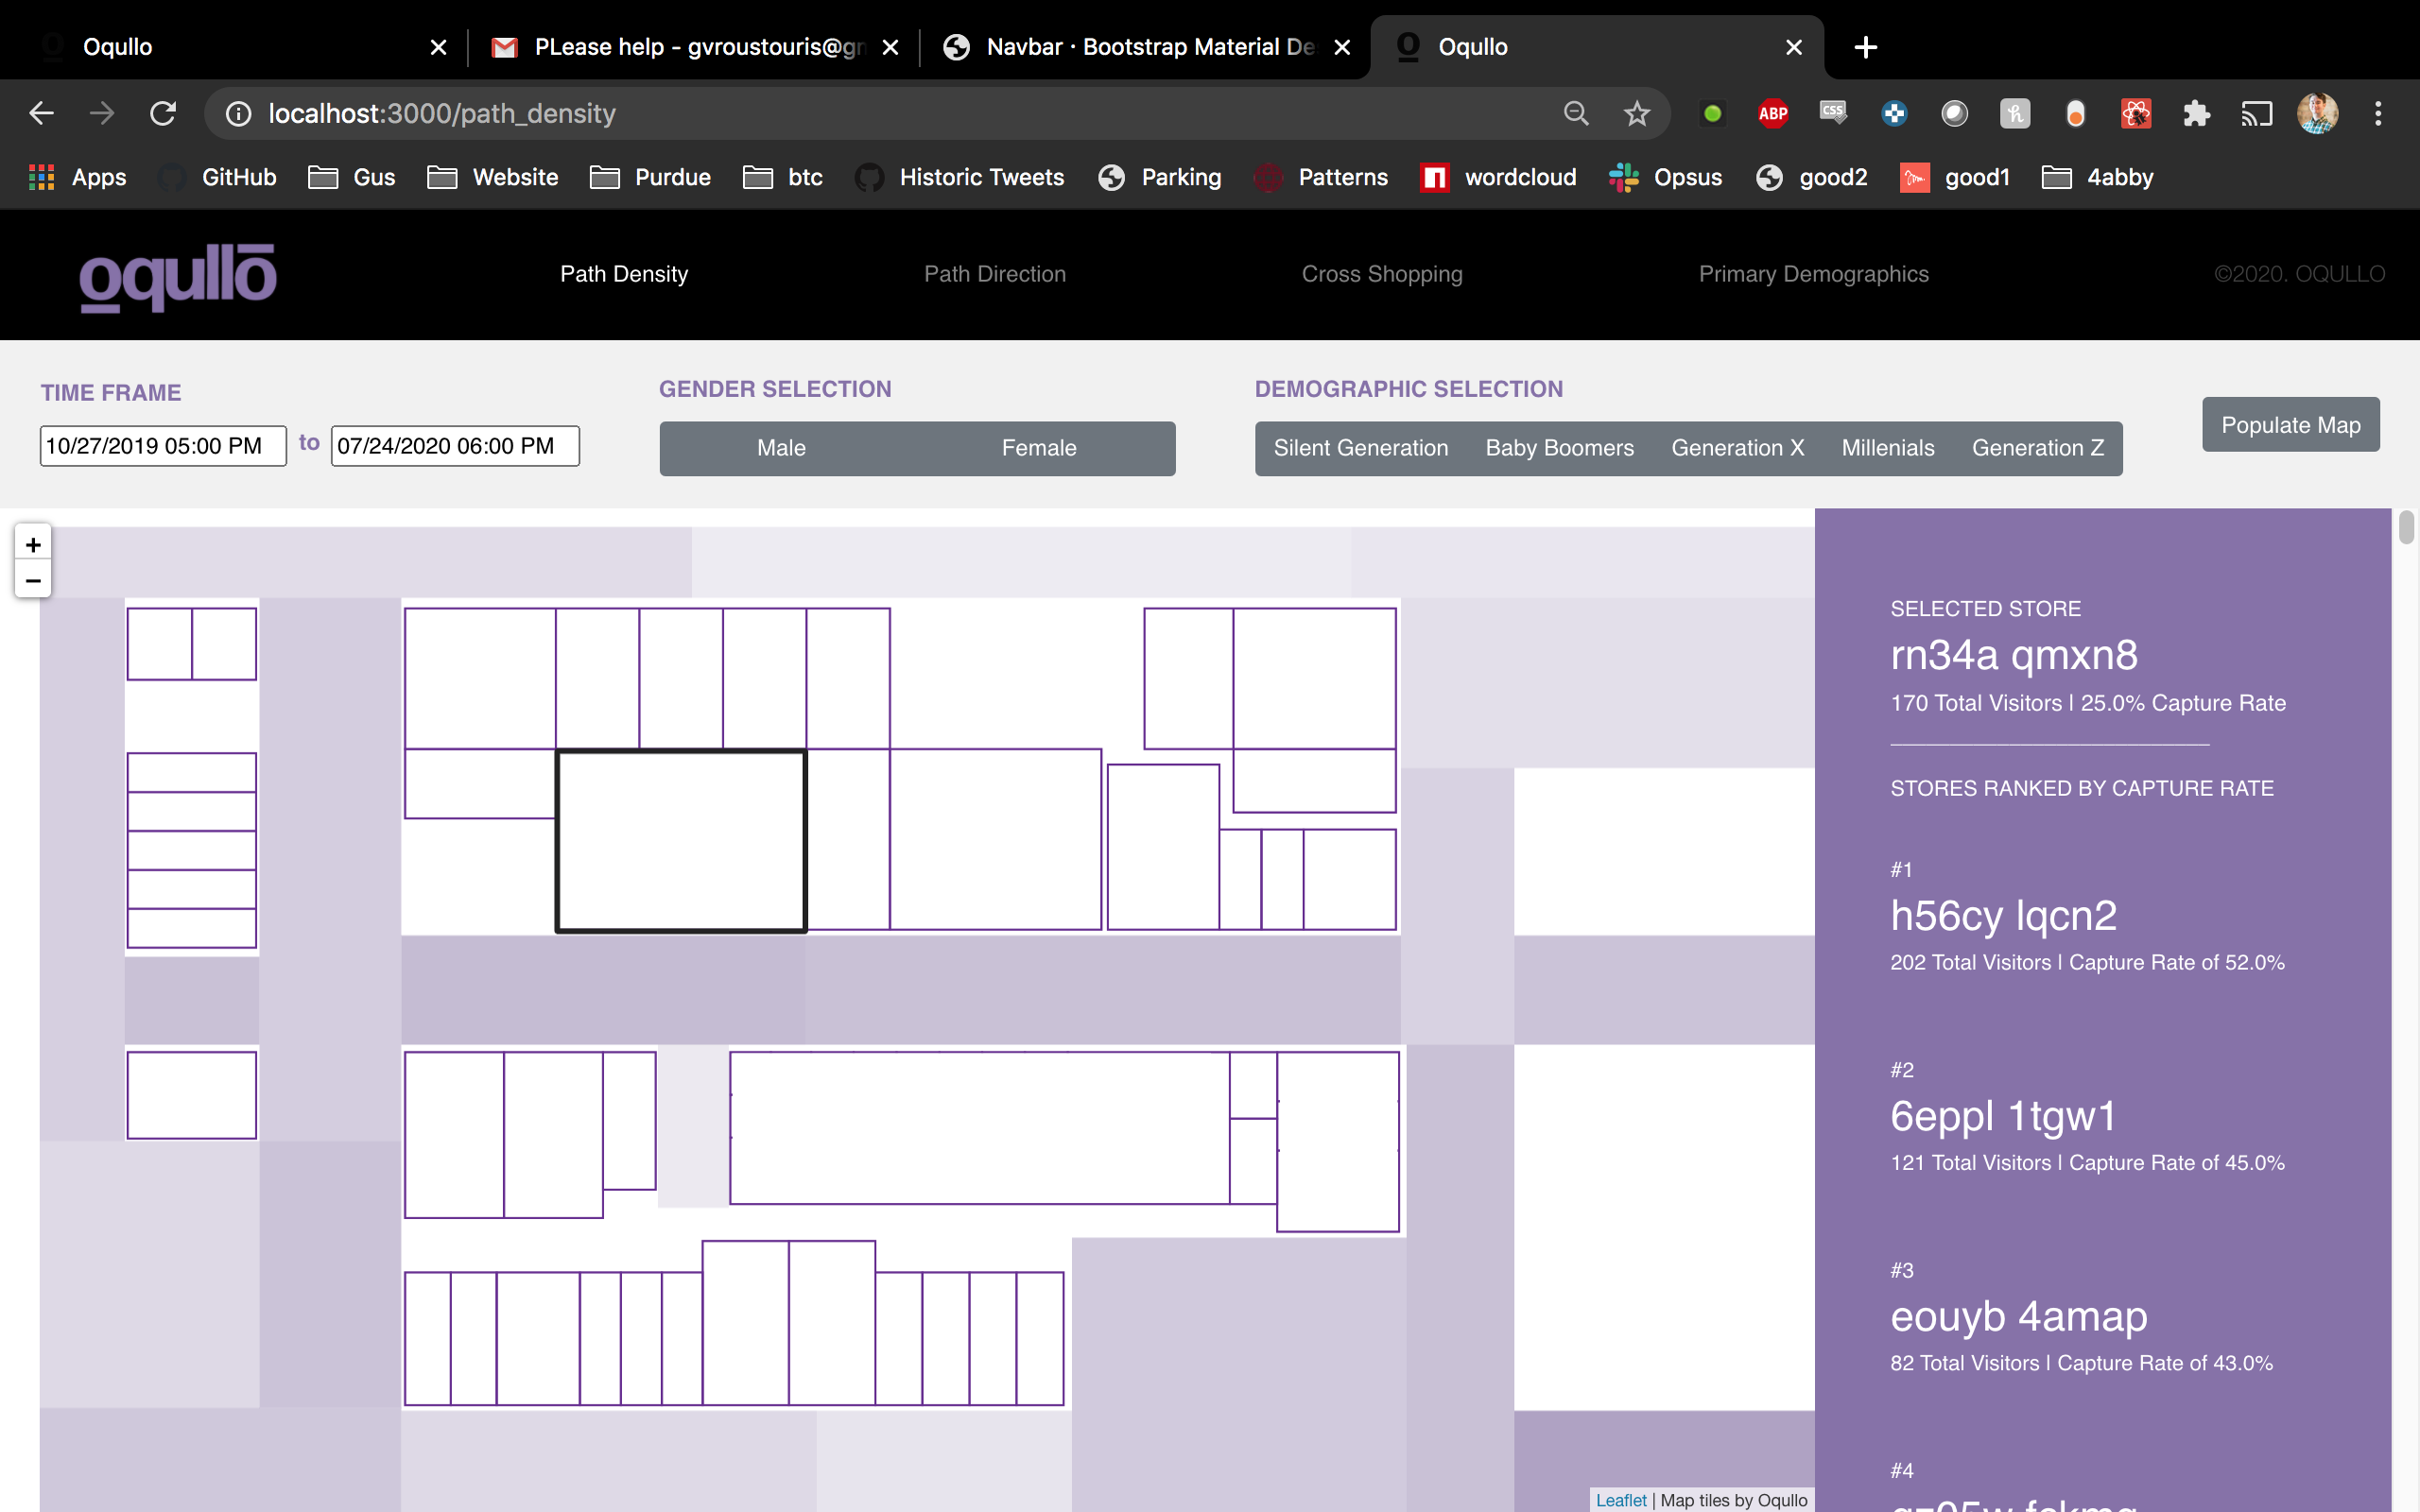 Oqullo
PLease help - gvroustouris@gm
Navbar · Bootstrap Material De
Oqullo
localhost:3000/path_density
ABP
CSS
Apps
GitHub
Gus
Website
Purdue
btc
Historic Tweets
Parking
Patterns
wordcloud
Opsus
good2
good1
4abby
oqullō
Path Density
Path Direction
Cross Shopping
Primary Demographics
©2020. OQULLO
TIME FRAME
10/27/2019 05:00 PM to 07/24/2020 06:00 PM
GENDER SELECTION
Male Female
DEMOGRAPHIC SELECTION
Silent Generation Baby Boomers Generation X Millenials Generation Z
Populate Map
+
−
SELECTED STORE
rn34a qmxn8
170 Total Visitors | 25.0% Capture Rate
STORES RANKED BY CAPTURE RATE
#1
h56cy lqcn2
202 Total Visitors | Capture Rate of 52.0%
#2
6eppl 1tgw1
121 Total Visitors | Capture Rate of 45.0%
#3
eouyb 4amap
82 Total Visitors | Capture Rate of 43.0%
#4
Leaflet | Map tiles by Oqullo